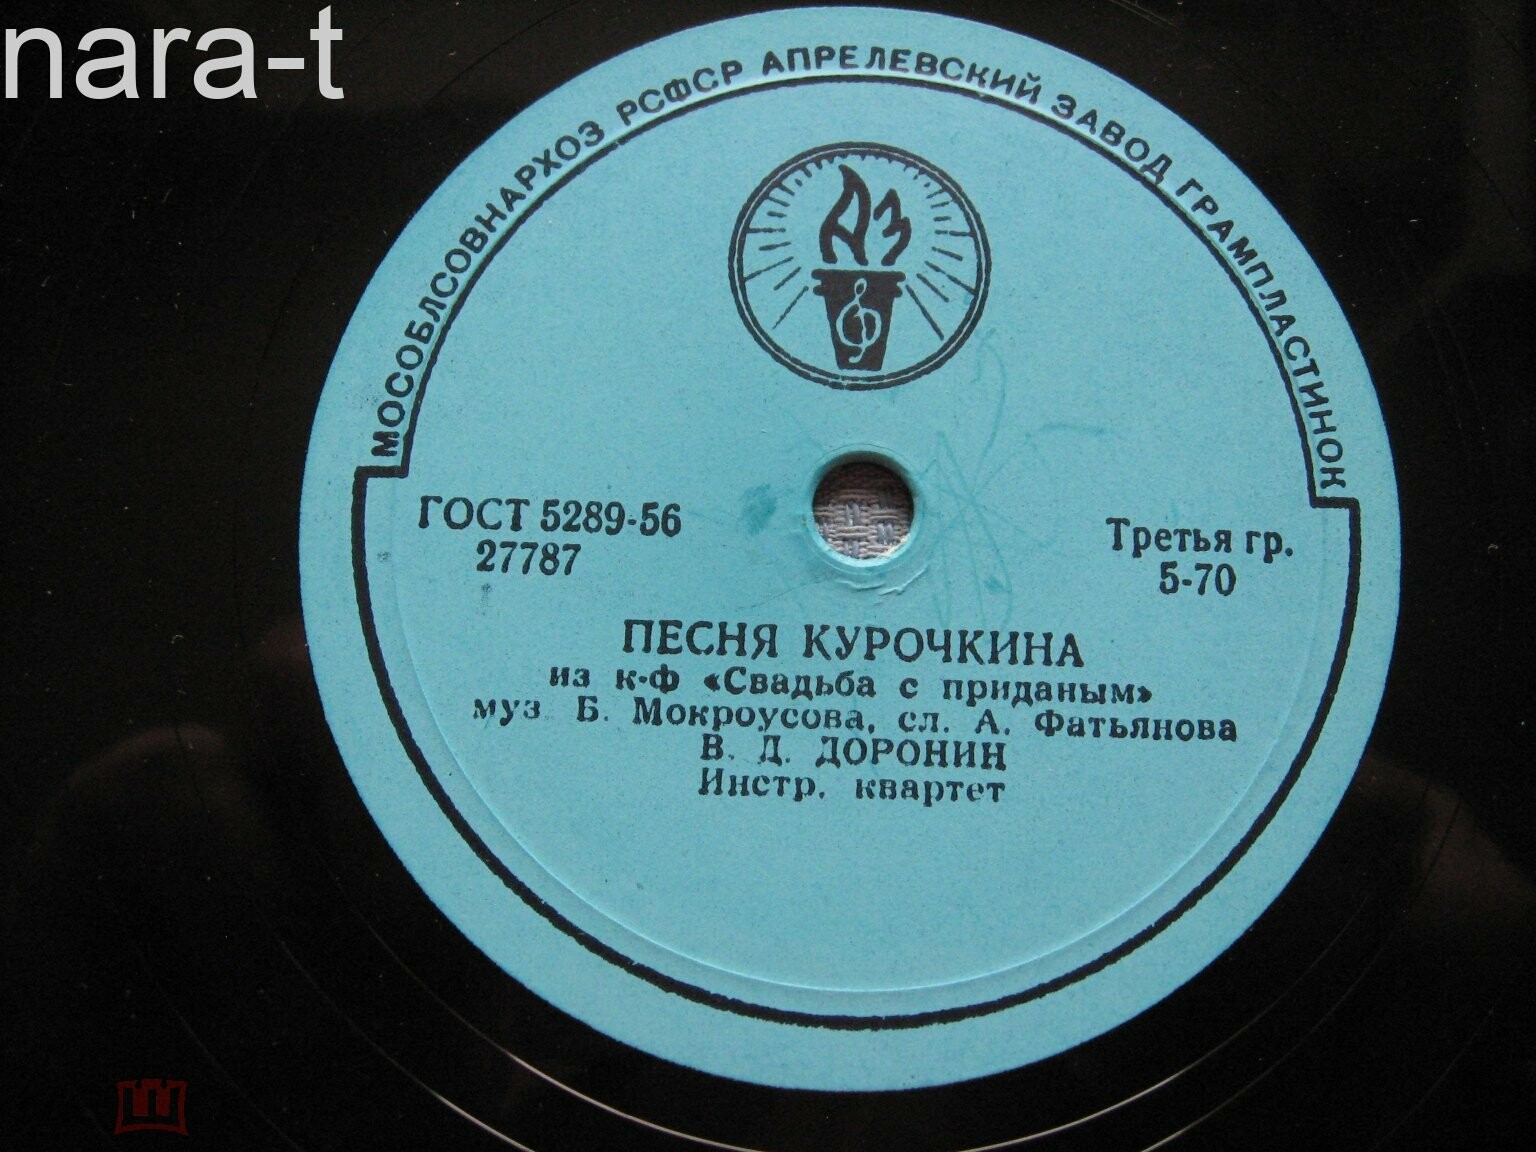 nara-t
МОСОБЛСОВНАРХОЗ РСФСР АПРЕЛЕВСКИЙ ЗАВОД ГРАМПЛАСТИНОК
АЗ
ГОСТ 5289-56
27787
Третья гр.
5-70
ПЕСНЯ КУРОЧКИНА
из к-ф «Свадьба с приданым»
муз. Б. Мокроусова, сл. А. Фатьянова
В. Д. ДОРОНИН
Инстр. квартет